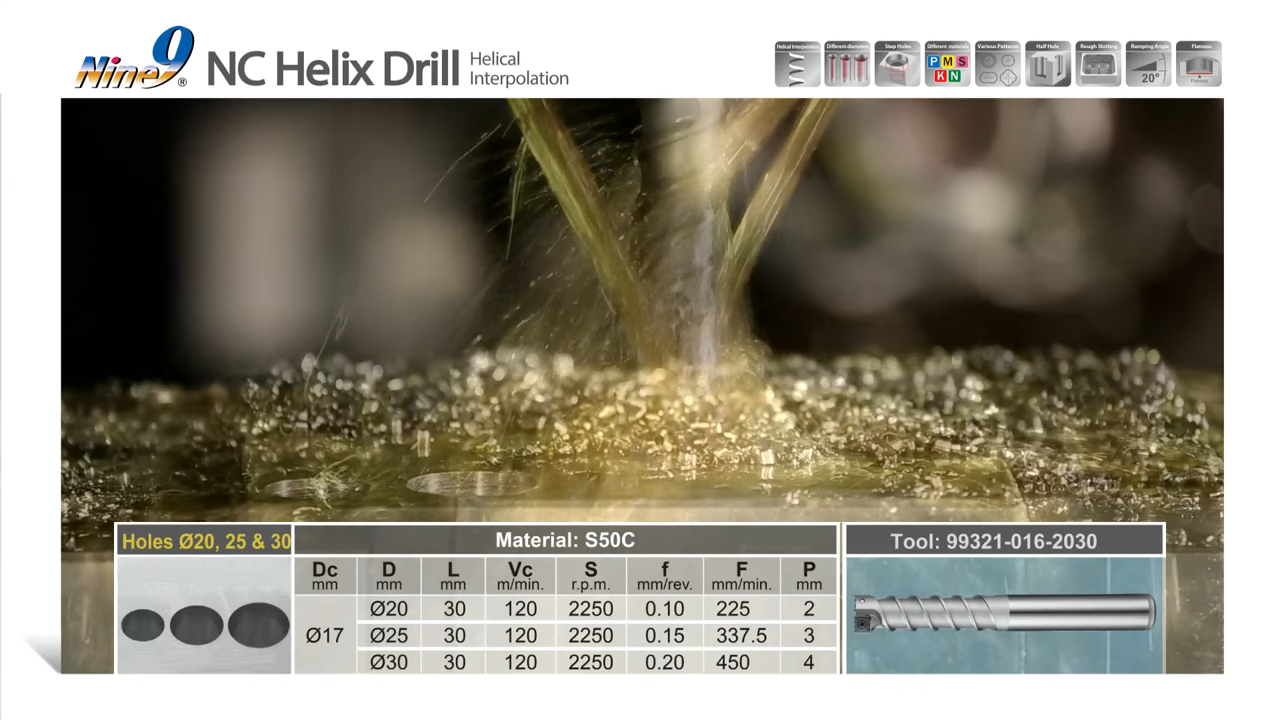 Nine9®
NC Helix Drill
Helical
Interpolation
Helical Interpolation
Different diameters
Step Holes
Different materials
P M S
K N
Various Patterns
Half Hole
Rough Slotting
Ramping Angle
20°
Flatness
Flatness
Holes Ø20, 25 & 30
Material: S50C
Dc D L Vc S f F P
mm mm mm m/min. r.p.m. mm/rev. mm/min. mm
Ø20 30 120 2250 0.10 225 2
Ø17 Ø25 30 120 2250 0.15 337.5 3
Ø30 30 120 2250 0.20 450 4
Tool: 99321-016-2030